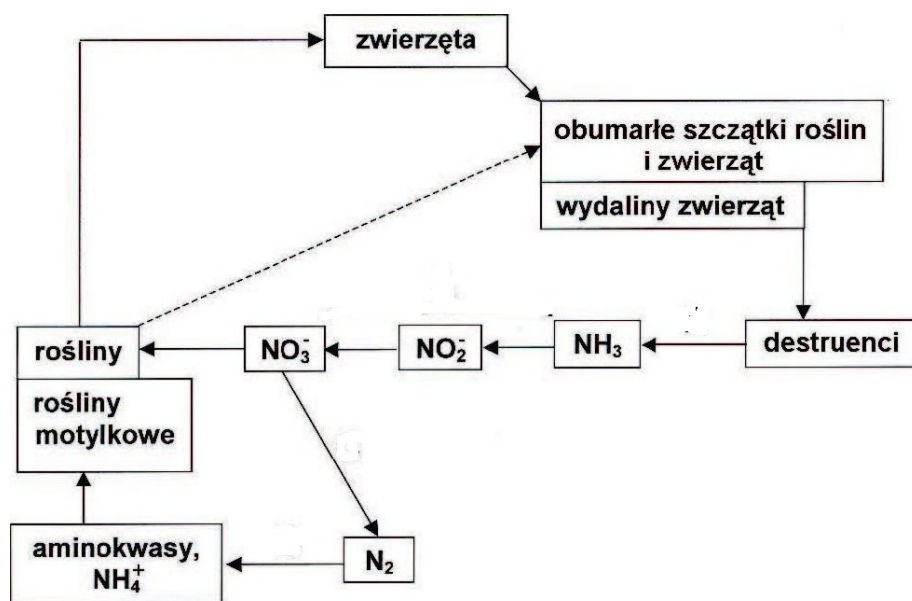 zwierzęta
obumarłe szczątki roślin
i zwierząt
wydaliny zwierząt
rośliny
NO₃⁻
NO₂⁻
NH₃
destruenci
rośliny
motylkowe
aminokwasy,
NH₄⁺
N₂